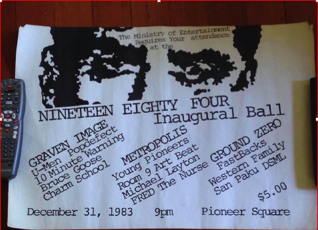 The Ministry of Entertainment
Requires Your attendance
at the
NINETEEN EIGHTY FOUR
Inaugural Ball
GRAVEN IMAGE
U-Men Popdefect
10 Minute Warning
Bruce Goose
Charm School
METROPOLIS
Young Pioneers
Room 9 Art Beat
Michael Layton
FRED The Nurse
GROUND ZERO
FastBacks
Western Family
San Paku DSML
$5.00
December 31, 1983 9pm Pioneer Square